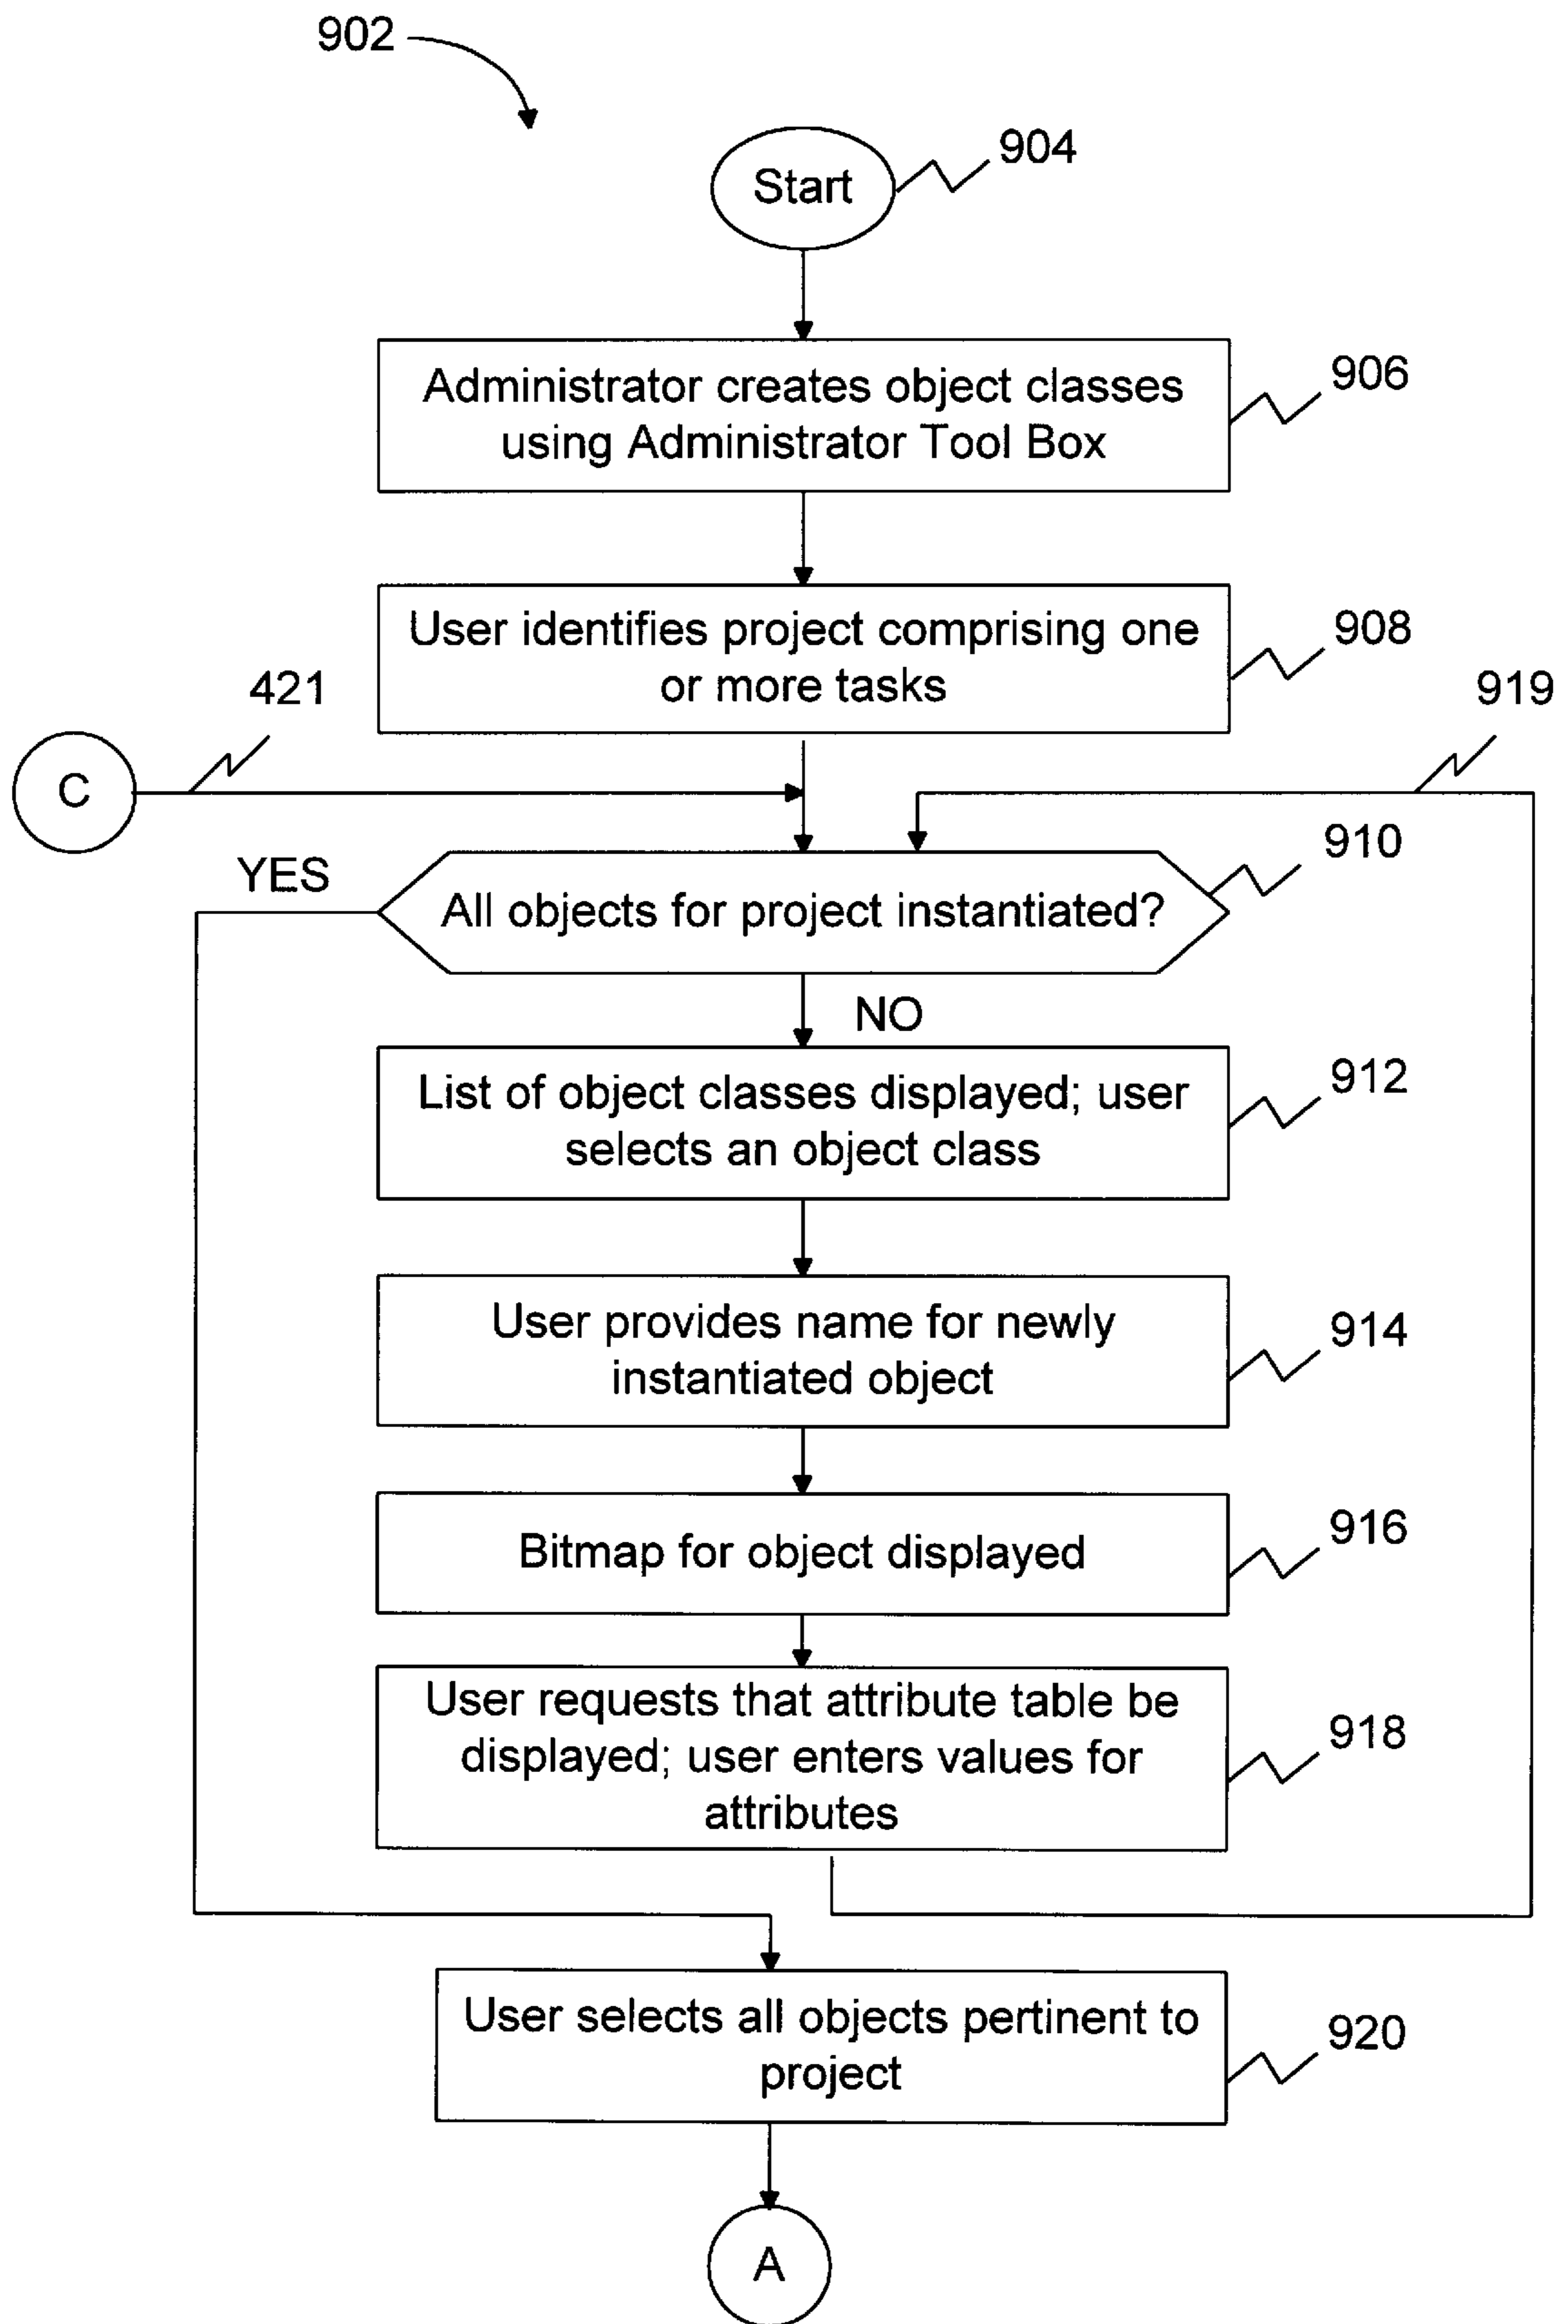 902
Start
904
Administrator creates object classes
using Administrator Tool Box
906
User identifies project comprising one
or more tasks
908
421
919
C
YES
All objects for project instantiated?
910
NO
List of object classes displayed; user
selects an object class
912
User provides name for newly
instantiated object
914
Bitmap for object displayed
916
User requests that attribute table be
displayed; user enters values for
attributes
918
User selects all objects pertinent to
project
920
A